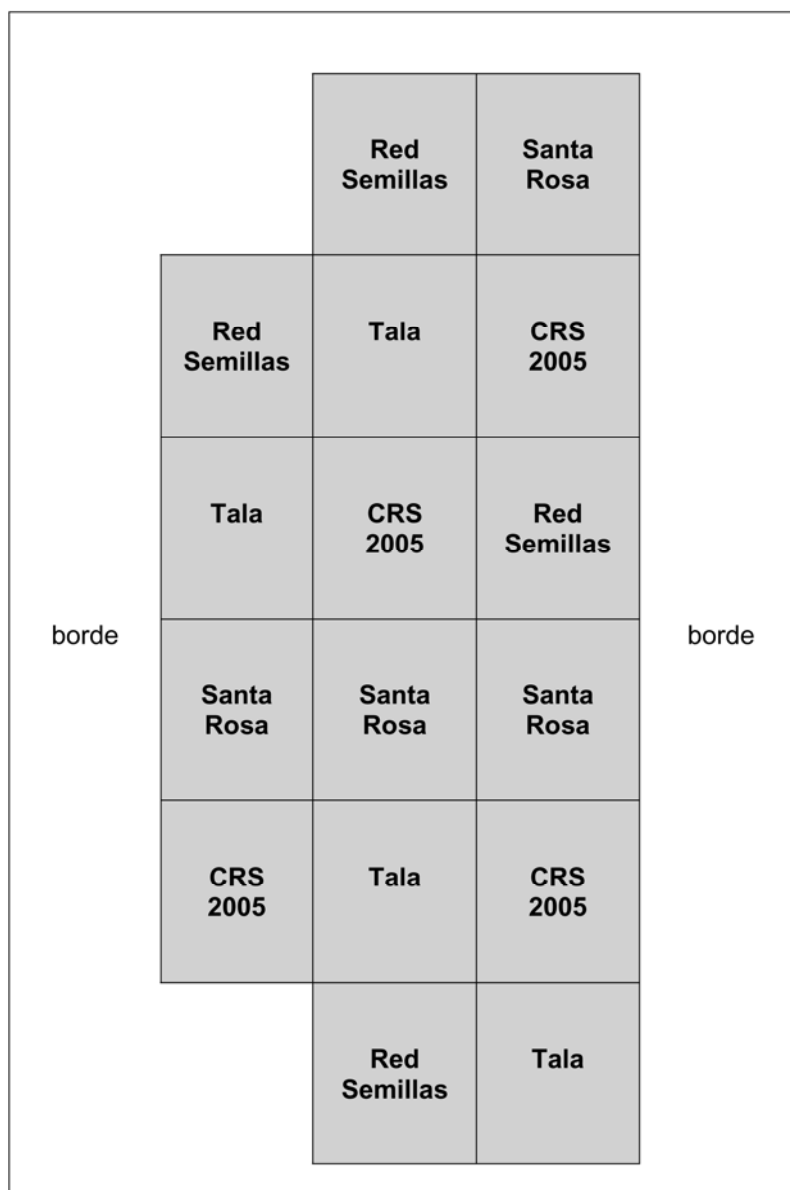 Red
Semillas
Santa
Rosa
Red
Semillas
Tala
CRS
2005
Tala
CRS
2005
Red
Semillas
borde
borde
Santa
Rosa
Santa
Rosa
Santa
Rosa
CRS
2005
Tala
CRS
2005
Red
Semillas
Tala